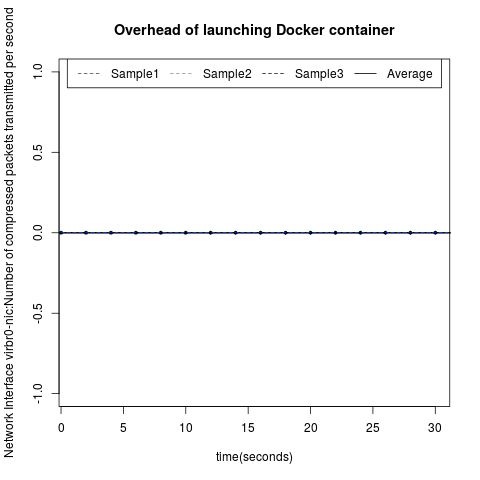 Overhead of launching Docker container
Network Interface virbr0-nic:Number of compressed packets transmitted per second
Sample1 Sample2 Sample3 Average
1.0
0.5
0.0
-0.5
-1.0
0 5 10 15 20 25 30
time(seconds)